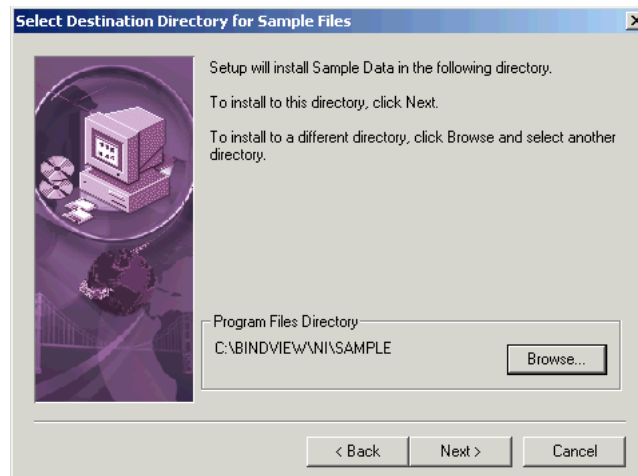 Select Destination Directory for Sample Files
Setup will install Sample Data in the following directory.
To install to this directory, click Next.
To install to a different directory, click Browse and select another
directory.
Program Files Directory
C:\BINDVIEW\NI\SAMPLE
Browse...
< Back
Next >
Cancel